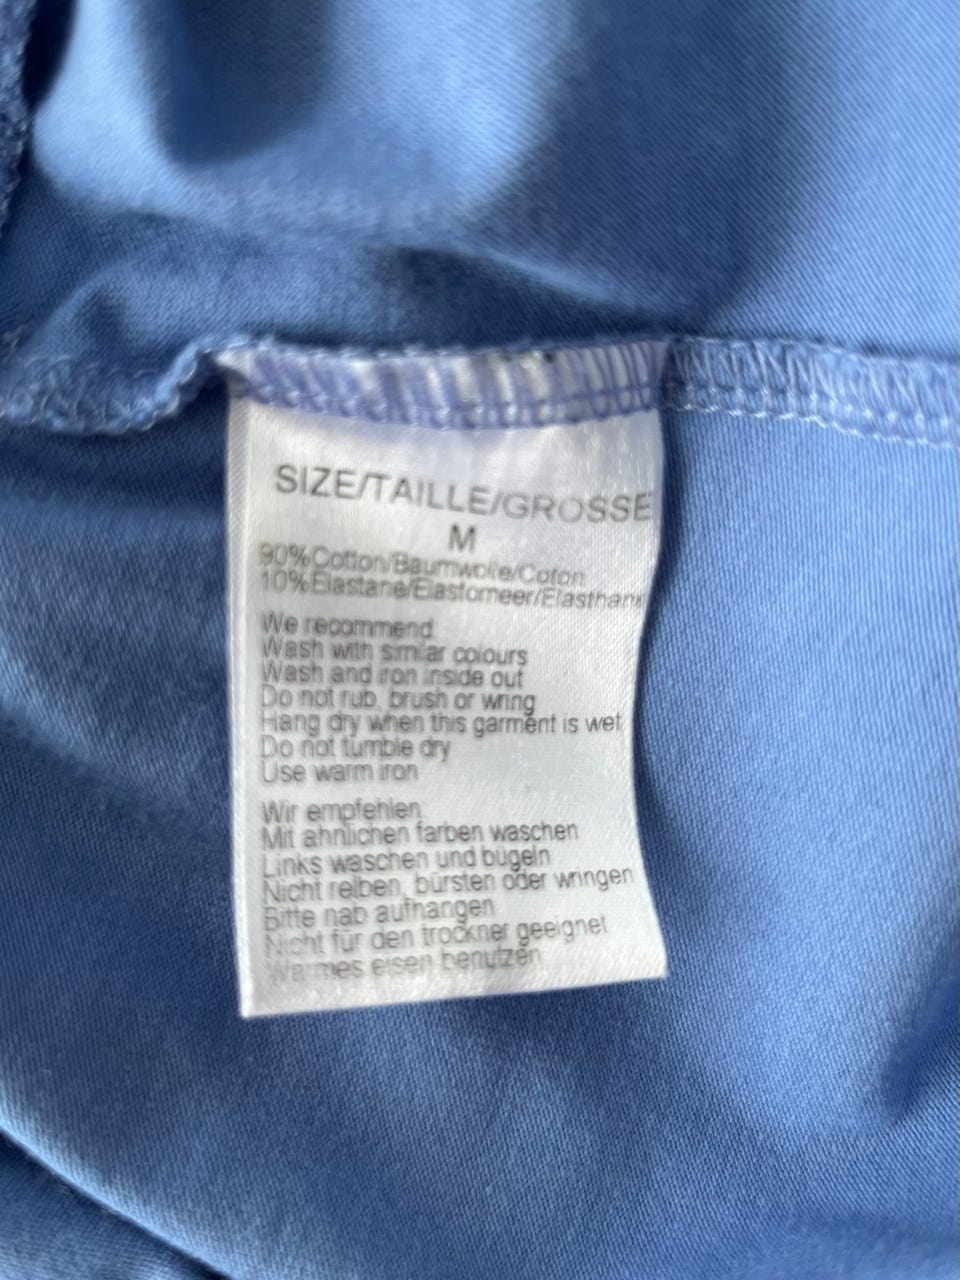 SIZE/TAILLE/GROSSE
M
90%Cotton/Baumwolle/Coton
10%Elastane/Elastomeer/Elasthann
We recommend
Wash with similar colours
Wash and iron inside out
Do not rub, brush or wring
Hang dry when this garment is wet
Do not tumble dry
Use warm iron
Wir empfehlen
Mit ahnlichen farben waschen
Links waschen und bügeln
Nicht reiben, bürsten oder wringen
Bitte nab aufhangen
Nicht für den trockner geeignet
Warmes eisen benutzen